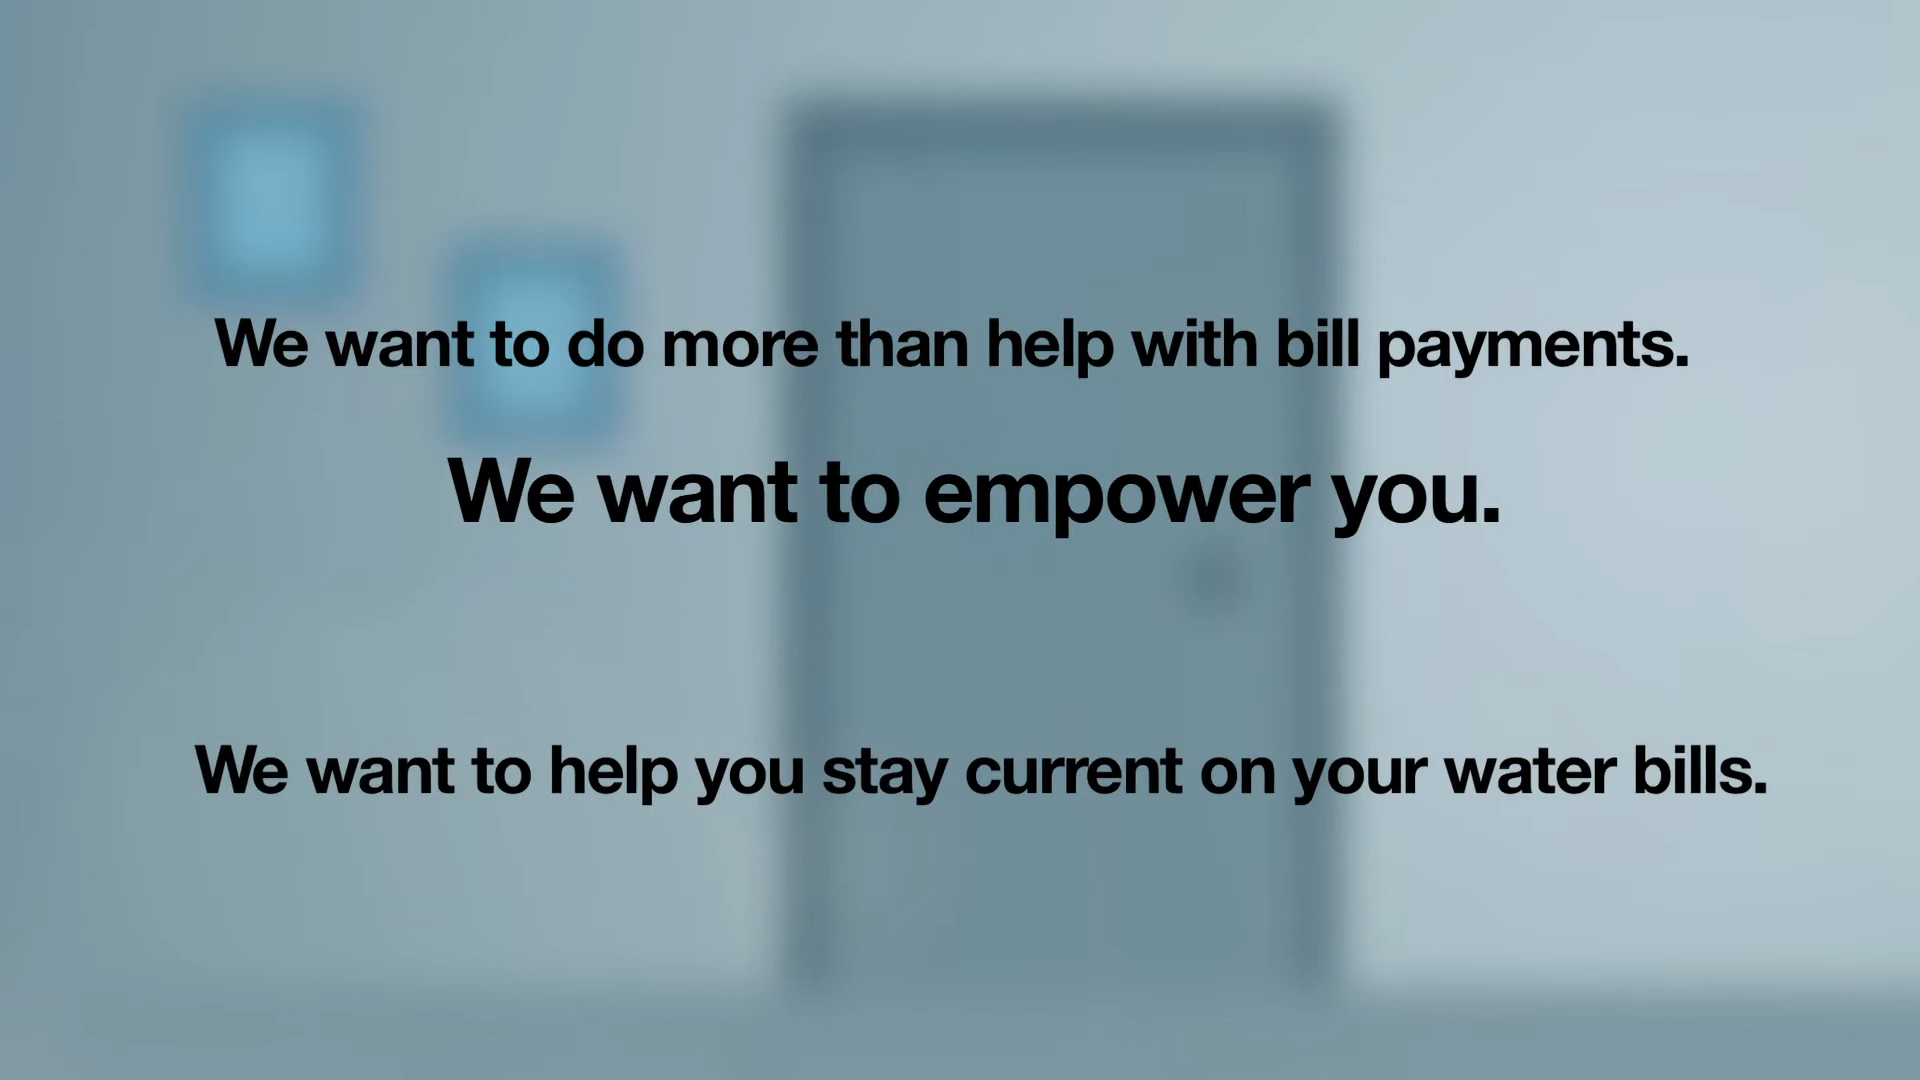 We want to do more than help with bill payments.
We want to empower you.
We want to help you stay current on your water bills.